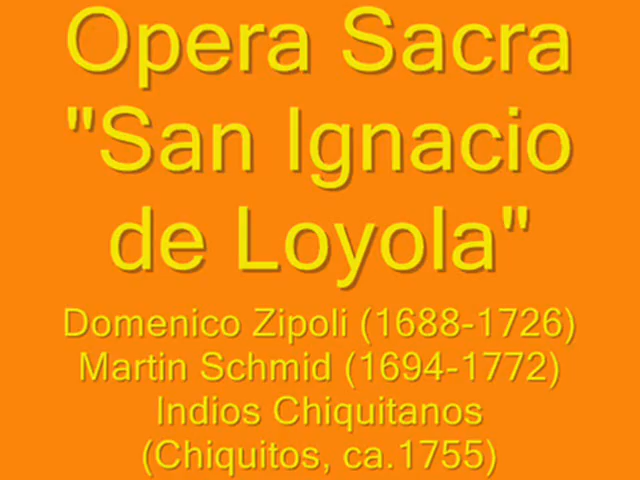 Opera Sacra
"San Ignacio
de Loyola"
Domenico Zipoli (1688-1726)
Martin Schmid (1694-1772)
Indios Chiquitanos
(Chiquitos, ca.1755)